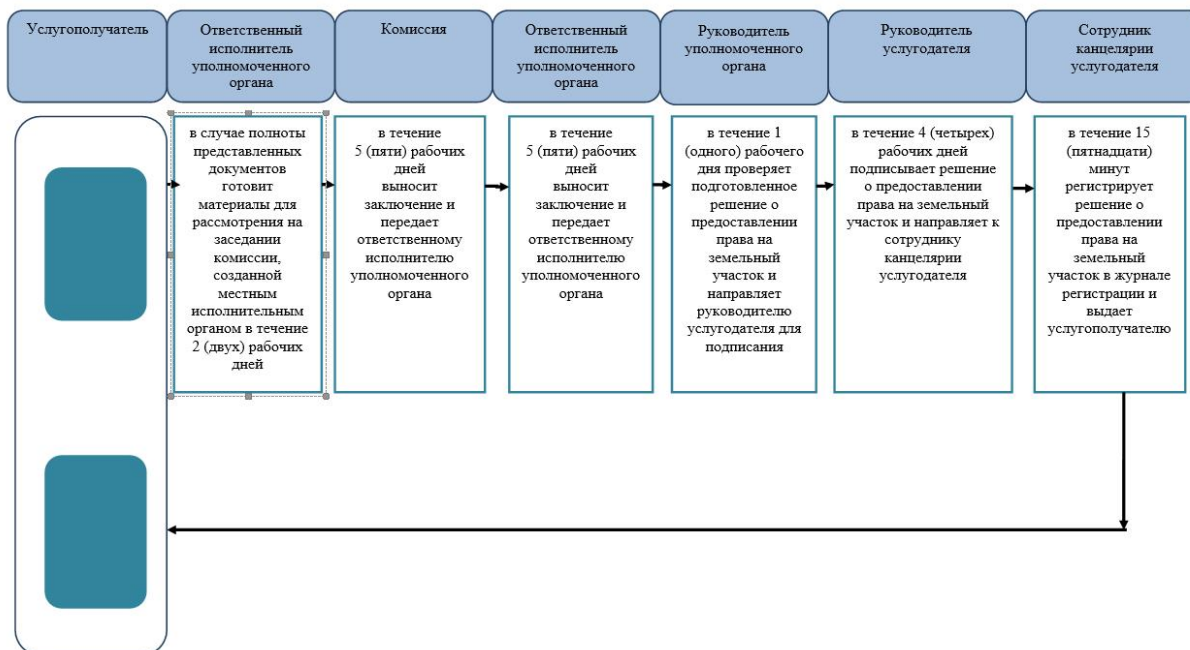 Услугополучатель
Ответственный
исполнитель
уполномоченного
органа
Комиссия
Ответственный
исполнитель
уполномоченного
органа
Руководитель
уполномоченного
органа
Руководитель
услугодателя
Сотрудник
канцелярии
услугодателя
в случае полноты
представленных
документов
готовит
материалы для
рассмотрения на
заседании
комиссии,
созданной
местным
исполнительным
органом в течение
2 (двух) рабочих
дней
в течение
5 (пяти) рабочих
дней
выносит
заключение и
передает
ответственному
исполнителю
уполномоченного
органа
в течение
5 (пяти) рабочих
дней
выносит
заключение и
передает
ответственному
исполнителю
уполномоченного
органа
в течение 1
(одного) рабочего
дня проверяет
подготовленное
решение о
предоставлении
права на
земельный
участок и
направляет
руководителю
услугодателя для
подписания
в течение 4 (четырех)
рабочих дней
подписывает решение
о предоставлении
права на земельный
участок и направляет к
сотруднику
канцелярии
услугодателя
в течение 15
(пятнадцати)
минут
регистрирует
решение о
предоставлении
права на
земельный
участок в журнале
регистрации и
выдает
услугополучателю